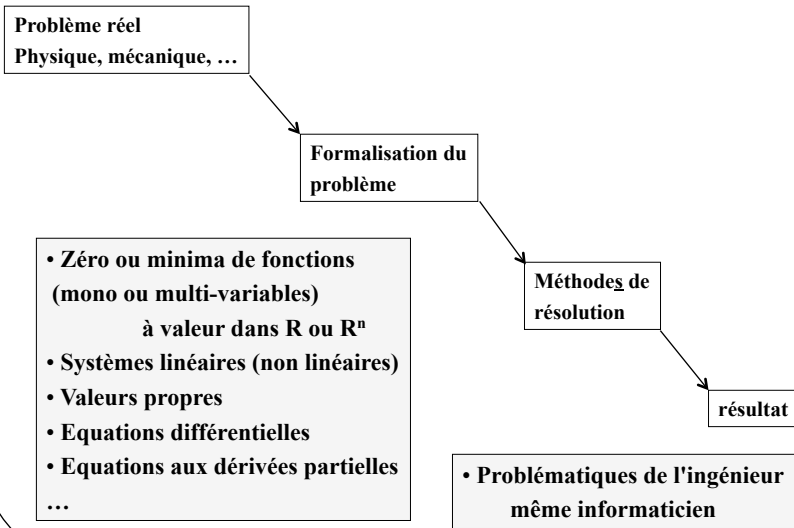 Problème réel
Physique, mécanique, …
Formalisation du
problème
Méthodes de
résolution
résultat
• Zéro ou minima de fonctions
(mono ou multi-variables)
à valeur dans R ou Rⁿ
• Systèmes linéaires (non linéaires)
• Valeurs propres
• Equations différentielles
• Equations aux dérivées partielles
…
• Problématiques de l'ingénieur
même informaticien